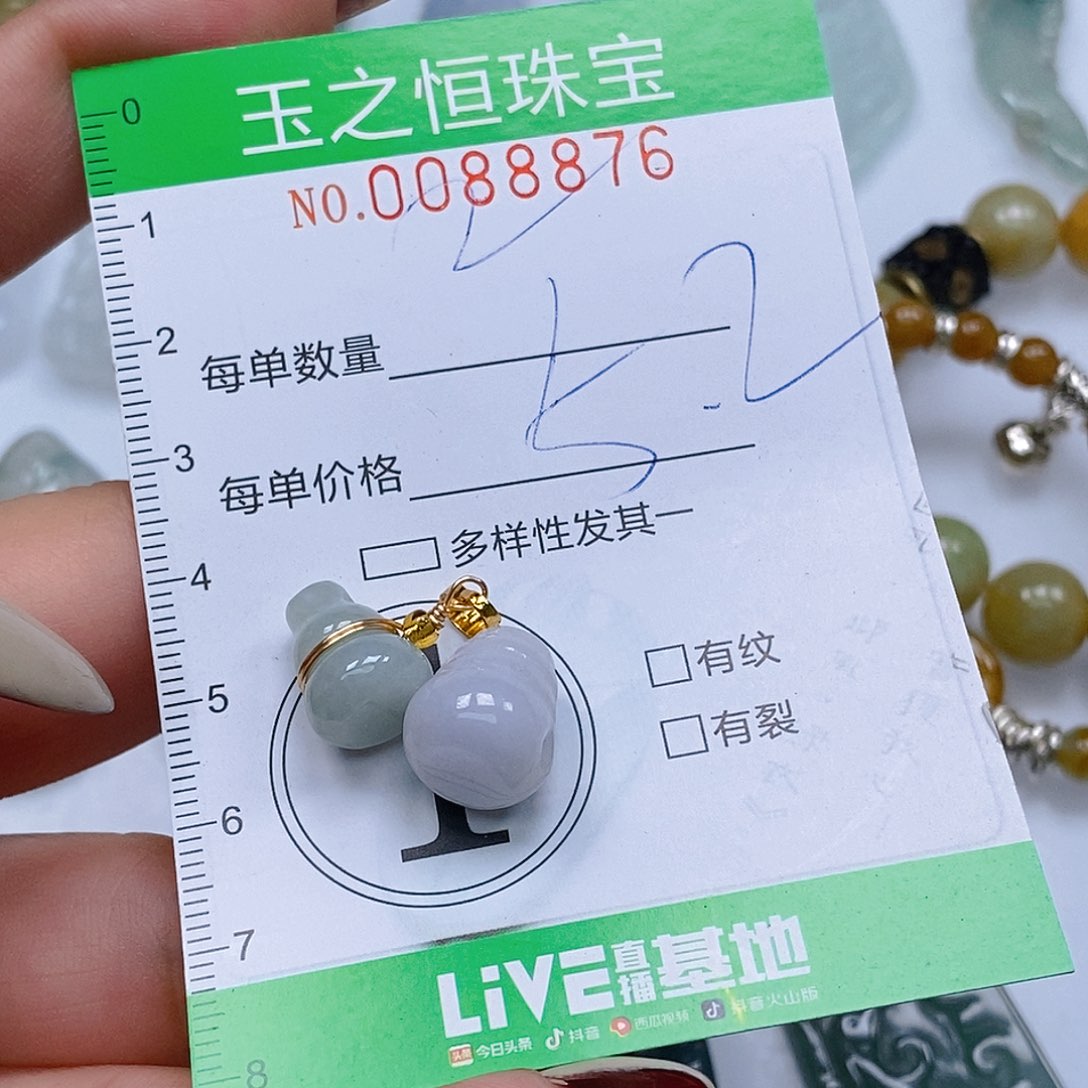 玉之恒珠宝
NO.0088876
2
5.2
每单数量
每单价格
多样性发其一
有纹
有裂
1
LiVE直播基地
今日头条 抖音 西瓜视频 抖音火山版
0
1
2
3
4
5
6
7
8